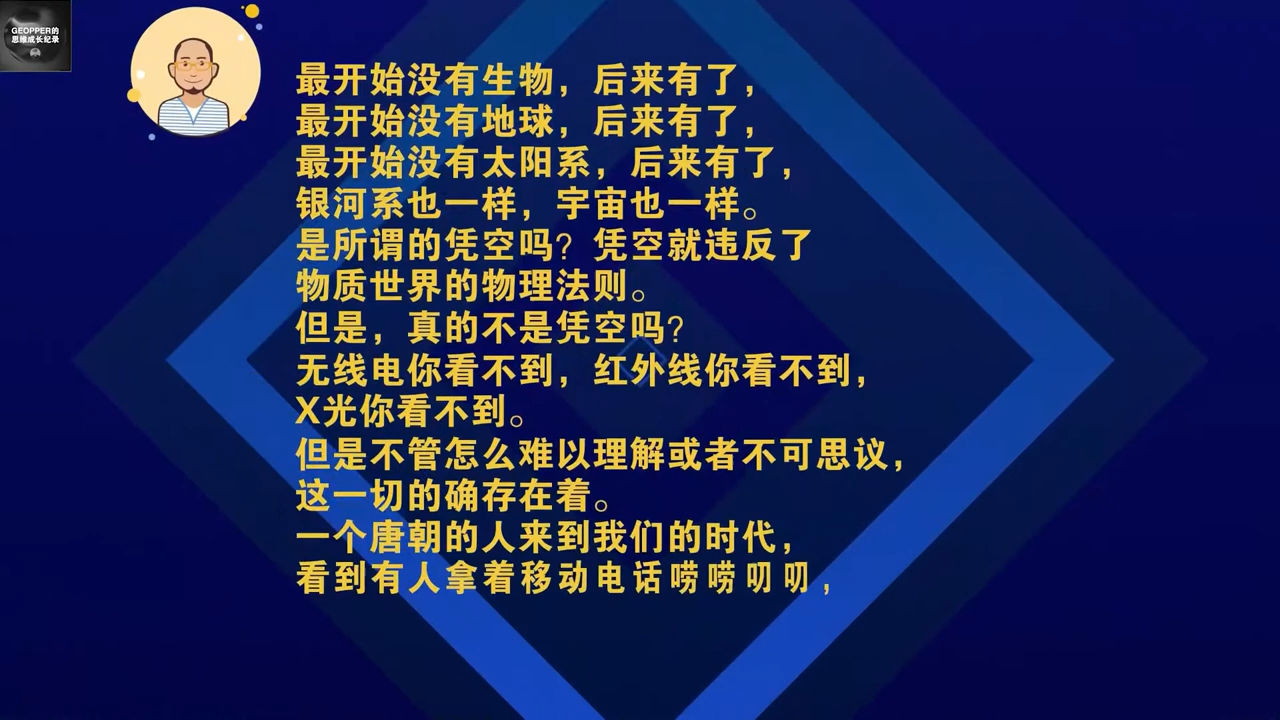 GEOPPER的
思维成长纪录
最开始没有生物，后来有了，
最开始没有地球，后来有了，
最开始没有太阳系，后来有了，
银河系也一样，宇宙也一样。
是所谓的凭空吗？凭空就违反了
物质世界的物理法则。
但是，真的不是凭空吗？
无线电你看不到，红外线你看不到，
X光你看不到。
但是不管怎么难以理解或者不可思议，
这一切的确存在着。
一个唐朝的人来到我们的时代，
看到有人拿着移动电话唠唠叨叨，